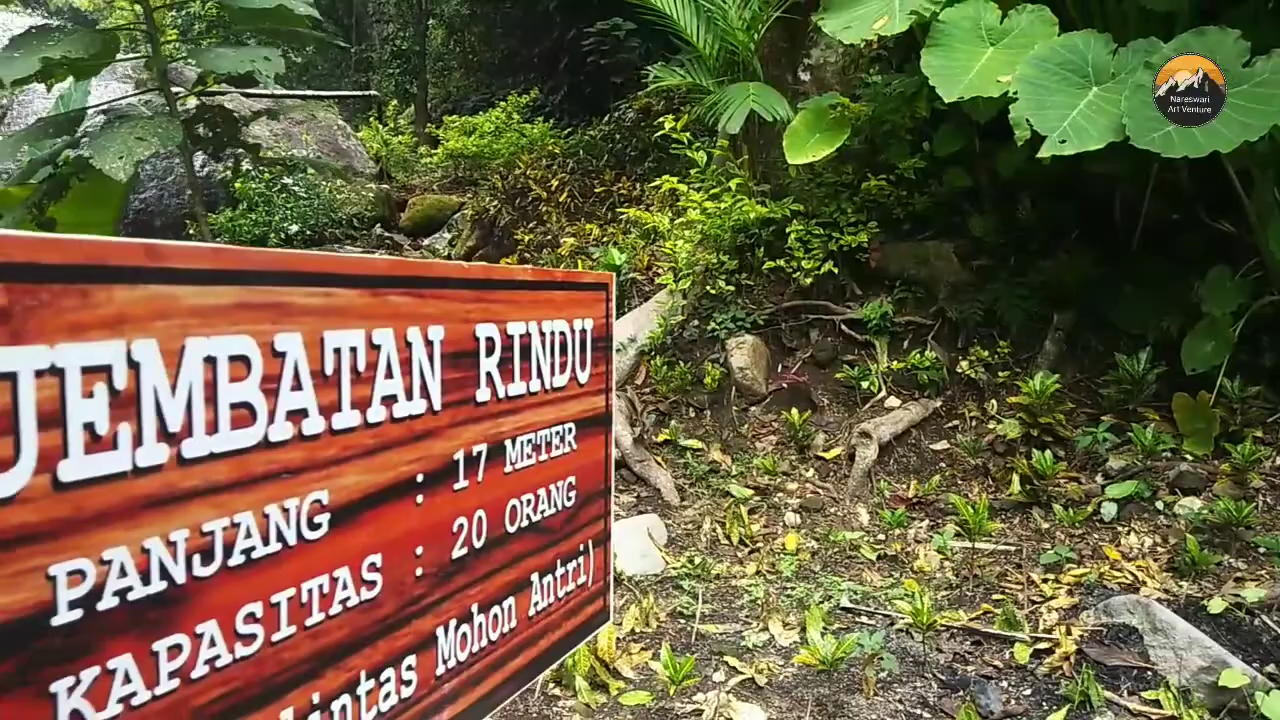 JEMBATAN RINDU
PANJANG : 17 METER
KAPASITAS : 20 ORANG
Mohon Antri)
Nareswari
Art Venture